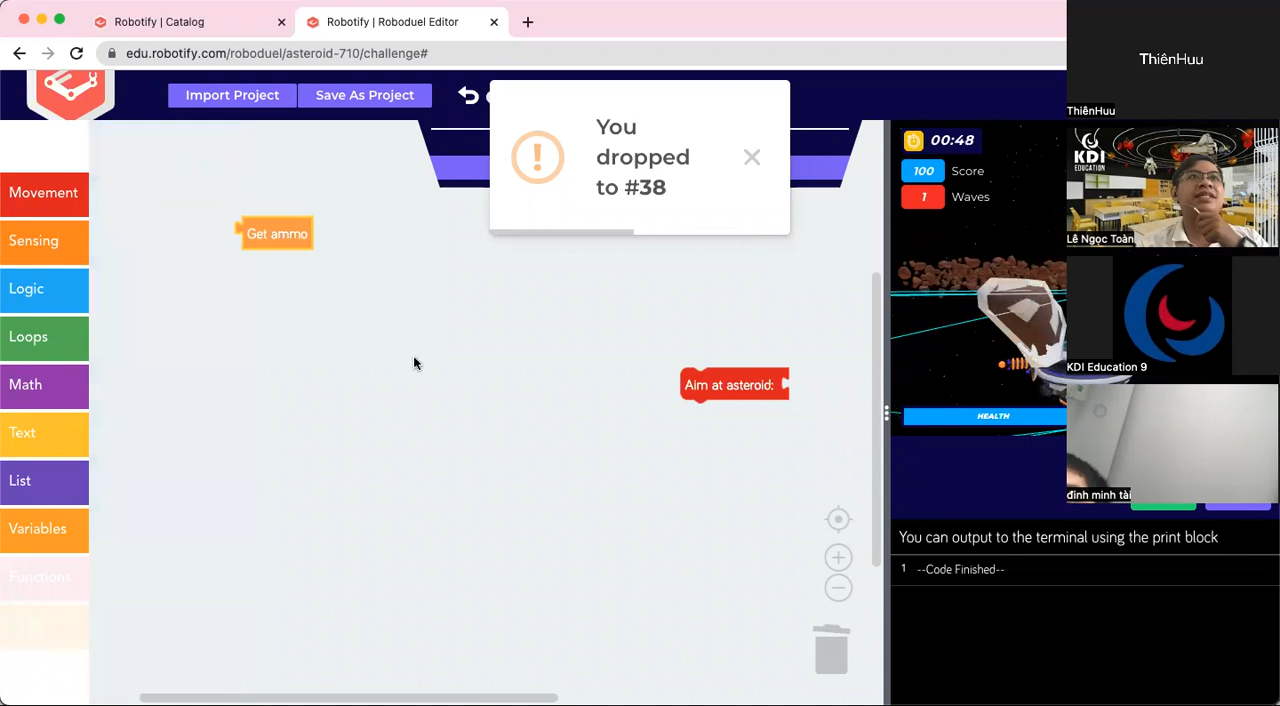 Robotify | Catalog
Robotify | Roboduel Editor
edu.robotify.com/roboduel/asteroid-710/challenge#
Import Project
Save As Project
You
dropped
to #38
Movement
Sensing
Logic
Loops
Math
Text
List
Variables
Functions
Get ammo
Aim at asteroid:
00:48
100 Score
1 Waves
HEALTH
You can output to the terminal using the print block
1 --Code Finished--
ThiênHuu
ThiênHuu
KDI
EDUCATION
Lê Ngọc Toàn
KDI Education 9
đinh minh tài